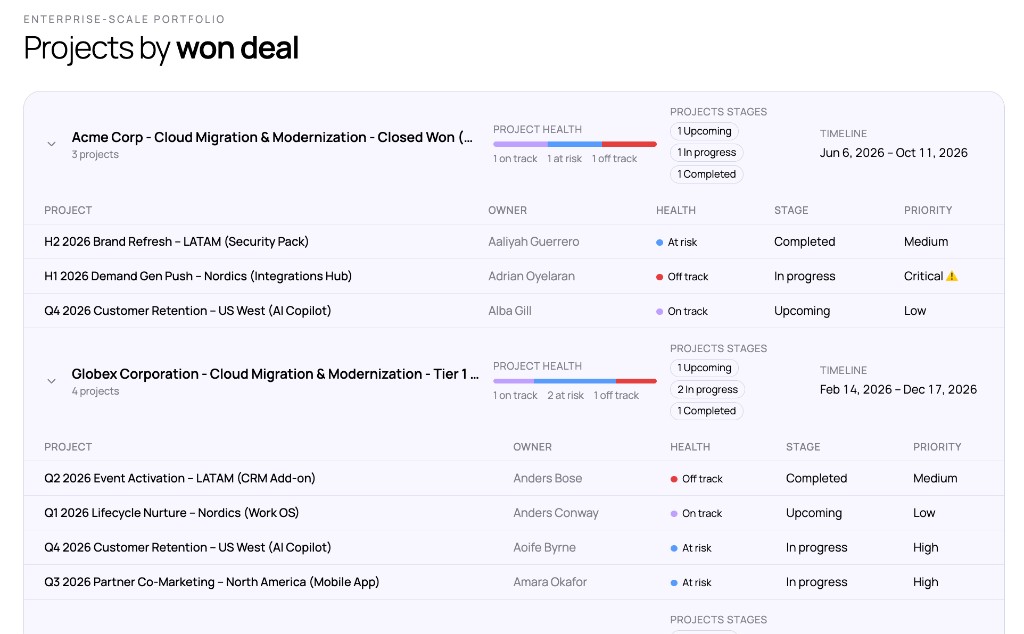 ENTERPRISE-SCALE PORTFOLIO
Projects by won deal
Acme Corp - Cloud Migration & Modernization - Closed Won (...
3 projects
PROJECT HEALTH
1 on track 1 at risk 1 off track
PROJECTS STAGES
1 Upcoming
1 In progress
1 Completed
TIMELINE
Jun 6, 2026 – Oct 11, 2026
PROJECT OWNER HEALTH STAGE PRIORITY
H2 2026 Brand Refresh – LATAM (Security Pack) Aaliyah Guerrero At risk Completed Medium
H1 2026 Demand Gen Push – Nordics (Integrations Hub) Adrian Oyelaran Off track In progress Critical ⚠️
Q4 2026 Customer Retention – US West (AI Copilot) Alba Gill On track Upcoming Low
Globex Corporation - Cloud Migration & Modernization - Tier 1 ...
4 projects
PROJECT HEALTH
1 on track 2 at risk 1 off track
PROJECTS STAGES
1 Upcoming
2 In progress
1 Completed
TIMELINE
Feb 14, 2026 – Dec 17, 2026
PROJECT OWNER HEALTH STAGE PRIORITY
Q2 2026 Event Activation – LATAM (CRM Add-on) Anders Bose Off track Completed Medium
Q1 2026 Lifecycle Nurture – Nordics (Work OS) Anders Conway On track Upcoming Low
Q4 2026 Customer Retention – US West (AI Copilot) Aoife Byrne At risk In progress High
Q3 2026 Partner Co-Marketing – North America (Mobile App) Amara Okafor At risk In progress High
PROJECTS STAGES